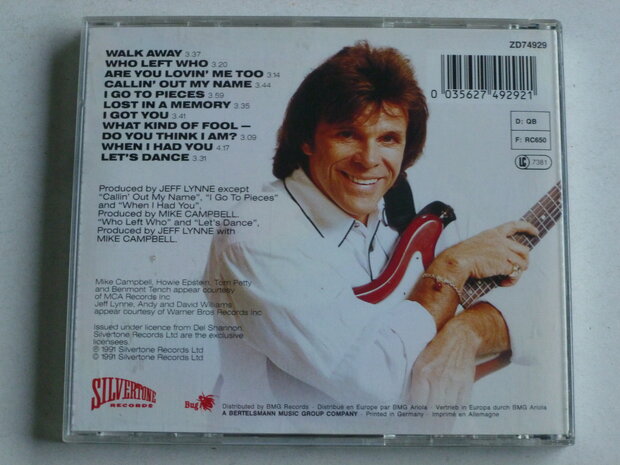 ZD74929
WALK AWAY 3.37
WHO LEFT WHO 3.20
ARE YOU LOVIN' ME TOO 3.14
CALLIN' OUT MY NAME 3.44
I GO TO PIECES 3.59
LOST IN A MEMORY 3.35
I GOT YOU 3.41
WHAT KIND OF FOOL —
DO YOU THINK I AM? 3.09
WHEN I HAD YOU 4.17
LET'S DANCE 3.31
0 035627 492921
D: QB
F: RC650
LC 7381
Produced by JEFF LYNNE except
"Callin' Out My Name", "I Go To Pieces"
and "When I Had You",
Produced by MIKE CAMPBELL.
"Who Left Who" and "Let's Dance",
Produced by JEFF LYNNE with
MIKE CAMPBELL.
Mike Campbell, Howie Epstein, Tom Petty
and Benmont Tench appear courtesy
of MCA Records Inc
Jeff Lynne, Andy and David Williams
appear courtesy of Warner Bros Records Inc
Issued under licence from Del Shannon.
Silvertone Records Ltd are the exclusive
licensees.
℗ 1991 Silvertone Records Ltd
© 1991 Silvertone Records Ltd
SILVERTONE
RECORDS
Bug
Distributed by BMG Records · Distribué en Europe par BMG Ariola · Vertrieb in Europa durch BMG Ariola
A BERTELSMANN MUSIC GROUP COMPANY · Printed in Germany · Imprimé en Allemagne